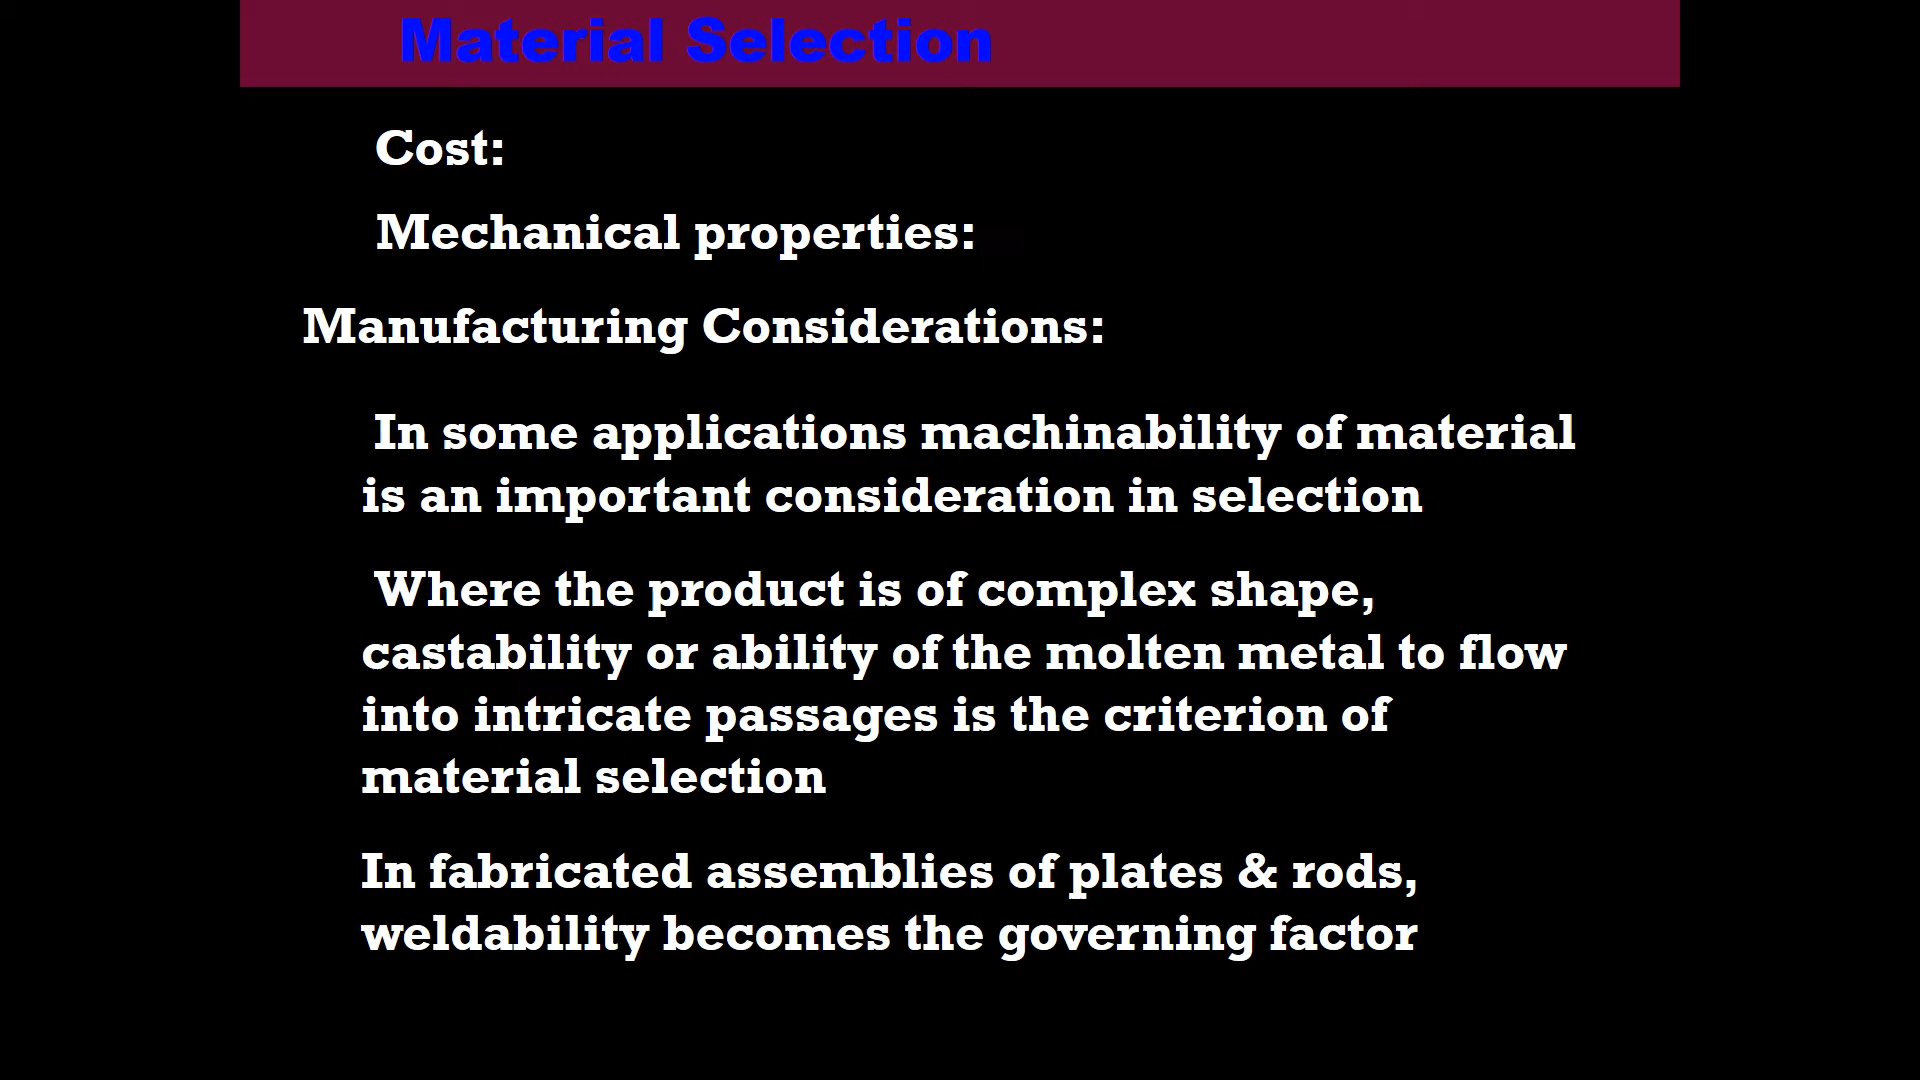 Material Selection
Cost:
Mechanical properties:
Manufacturing Considerations:
In some applications machinability of material
is an important consideration in selection
Where the product is of complex shape,
castability or ability of the molten metal to flow
into intricate passages is the criterion of
material selection
In fabricated assemblies of plates & rods,
weldability becomes the governing factor